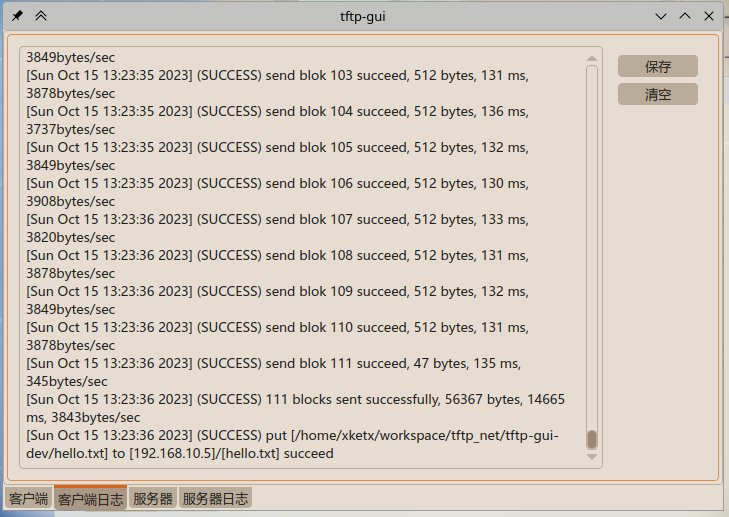 tftp-gui
3849bytes/sec
[Sun Oct 15 13:23:35 2023] (SUCCESS) send blok 103 succeed, 512 bytes, 131 ms,
3878bytes/sec
[Sun Oct 15 13:23:35 2023] (SUCCESS) send blok 104 succeed, 512 bytes, 136 ms,
3737bytes/sec
[Sun Oct 15 13:23:35 2023] (SUCCESS) send blok 105 succeed, 512 bytes, 132 ms,
3849bytes/sec
[Sun Oct 15 13:23:35 2023] (SUCCESS) send blok 106 succeed, 512 bytes, 130 ms,
3908bytes/sec
[Sun Oct 15 13:23:36 2023] (SUCCESS) send blok 107 succeed, 512 bytes, 133 ms,
3820bytes/sec
[Sun Oct 15 13:23:36 2023] (SUCCESS) send blok 108 succeed, 512 bytes, 131 ms,
3878bytes/sec
[Sun Oct 15 13:23:36 2023] (SUCCESS) send blok 109 succeed, 512 bytes, 132 ms,
3849bytes/sec
[Sun Oct 15 13:23:36 2023] (SUCCESS) send blok 110 succeed, 512 bytes, 131 ms,
3878bytes/sec
[Sun Oct 15 13:23:36 2023] (SUCCESS) send blok 111 succeed, 47 bytes, 135 ms,
345bytes/sec
[Sun Oct 15 13:23:36 2023] (SUCCESS) 111 blocks sent successfully, 56367 bytes, 14665
ms, 3843bytes/sec
[Sun Oct 15 13:23:36 2023] (SUCCESS) put [/home/xketx/workspace/tftp_net/tftp-gui-
dev/hello.txt] to [192.168.10.5]/[hello.txt] succeed
保存
清空
客户端 客户端日志 服务器 服务器日志